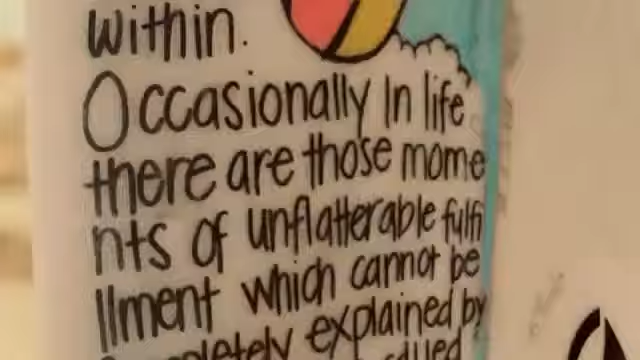 within.
Occasionally In life
there are those mome
nts of unflatterable fulfi
llment which cannot be
completely explained by